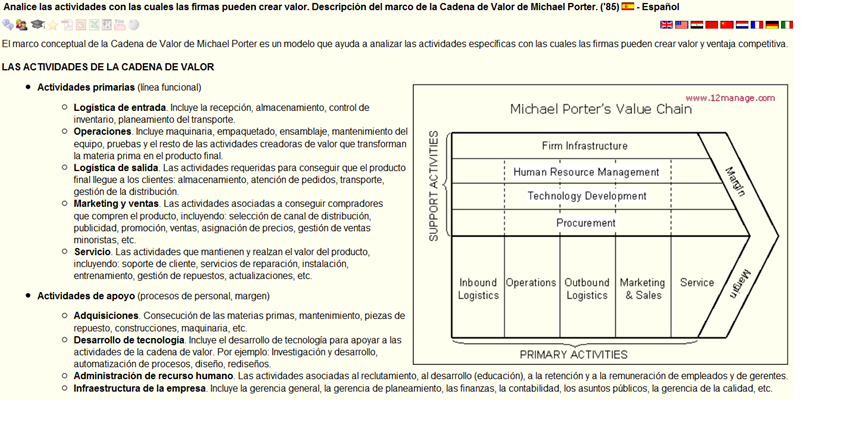 Analice las actividades con las cuales las firmas pueden crear valor. Descripción del marco de la Cadena de Valor de Michael Porter. ('85) - Español
El marco conceptual de la Cadena de Valor de Michael Porter es un modelo que ayuda a analizar las actividades específicas con las cuales las firmas pueden crear valor y ventaja competitiva.
LAS ACTIVIDADES DE LA CADENA DE VALOR
Actividades primarias (línea funcional)
Logística de entrada. Incluye la recepción, almacenamiento, control de
inventario, planeamiento del transporte.
Operaciones. Incluye maquinaria, empaquetado, ensamblaje, mantenimiento del
equipo, pruebas y el resto de las actividades creadoras de valor que transforman
la materia prima en el producto final.
Logística de salida. Las actividades requeridas para conseguir que el producto
final llegue a los clientes: almacenamiento, atención de pedidos, transporte,
gestión de la distribución.
Marketing y ventas. Las actividades asociadas a conseguir compradores
que compren el producto, incluyendo: selección de canal de distribución,
publicidad, promoción, ventas, asignación de precios, gestión de ventas
minoristas, etc.
Servicio. Las actividades que mantienen y realzan el valor del producto,
incluyendo: soporte de cliente, servicios de reparación, instalación,
entrenamiento, gestión de repuestos, actualizaciones, etc.
Actividades de apoyo (procesos de personal, margen)
Adquisiciones. Consecución de las materias primas, mantenimiento, piezas de
repuesto, construcciones, maquinaria, etc.
Desarrollo de tecnología. Incluye el desarrollo de tecnología para apoyar a las
actividades de la cadena de valor. Por ejemplo: Investigación y desarrollo,
automatización de procesos, diseño, rediseños.
Administración de recurso humano. Las actividades asociadas al reclutamiento, al desarrollo (educación), a la retención y a la remuneración de empleados y de gerentes.
Infraestructura de la empresa. Incluye la gerencia general, la gerencia de planeamiento, las finanzas, la contabilidad, los asuntos públicos, la gerencia de la calidad, etc.
www.12manage.com
Michael Porter's Value Chain
SUPPORT ACTIVITIES
Firm Infrastructure
Human Resource Management
Technology Development
Procurement
Margin
Inbound
Logistics
Operations
Outbound
Logistics
Marketing
& Sales
Service
Margin
PRIMARY ACTIVITIES